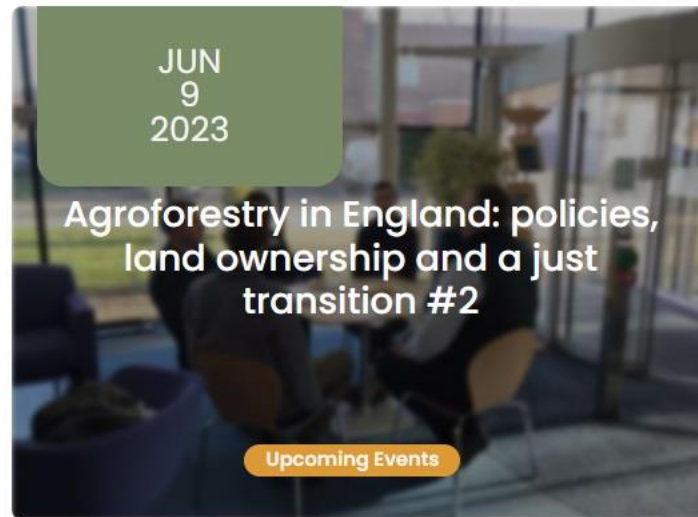 JUN
9
2023
Agroforestry in England: policies,
land ownership and a just
transition #2
Upcoming Events